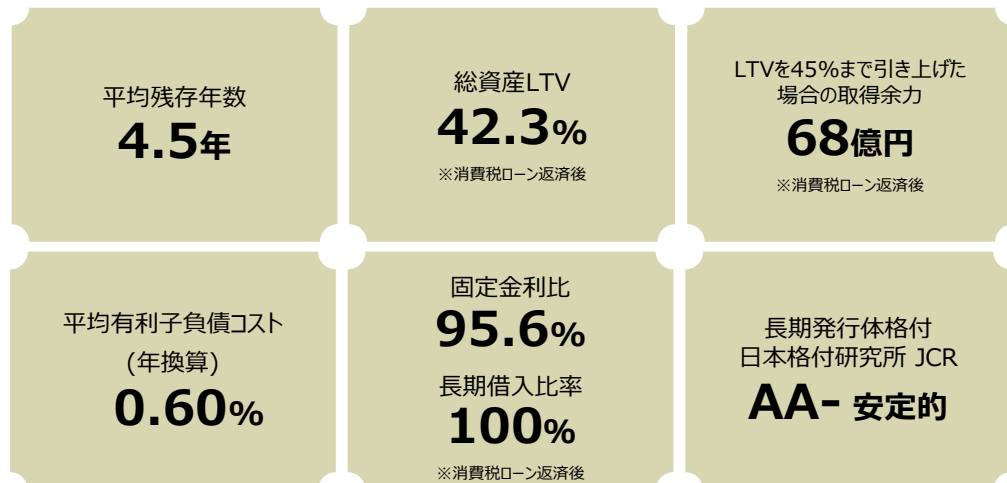 平均残存年数
4.5年
総資産LTV
42.3%
※消費税ローン返済後
LTVを45%まで引き上げた
場合の取得余力
68億円
※消費税ローン返済後
平均有利子負債コスト
(年換算)
0.60%
固定金利比
95.6%
長期借入比率
100%
※消費税ローン返済後
長期発行体格付
日本格付研究所 JCR
AA- 安定的